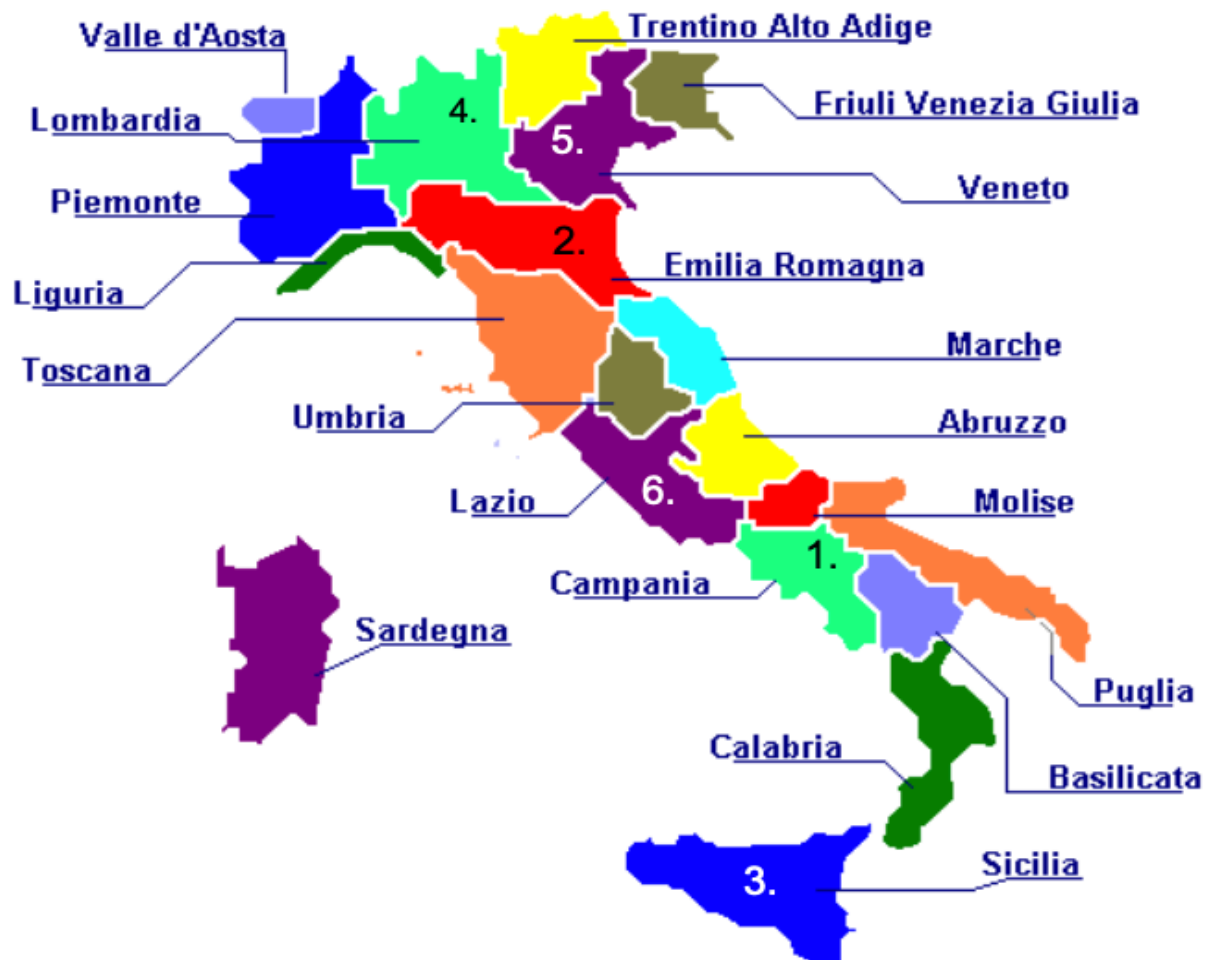 Trentino Alto Adige
Valle d'Aosta
Friuli Venezia Giulia
Lombardia
4.
5.
Veneto
Piemonte
2.
Emilia Romagna
Liguria
Marche
Toscana
Umbria
Abruzzo
Lazio
6.
Molise
1.
Campania
Sardegna
Puglia
Calabria
Basilicata
Sicilia
3.